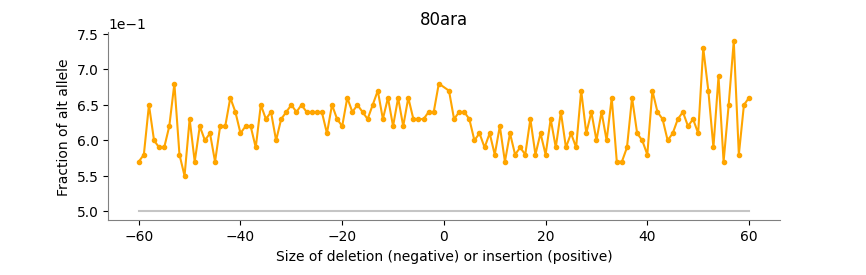 80ara
1e−1
7.5
7.0
6.5
6.0
5.5
5.0
Fraction of alt allele
−60 −40 −20 0 20 40 60
Size of deletion (negative) or insertion (positive)